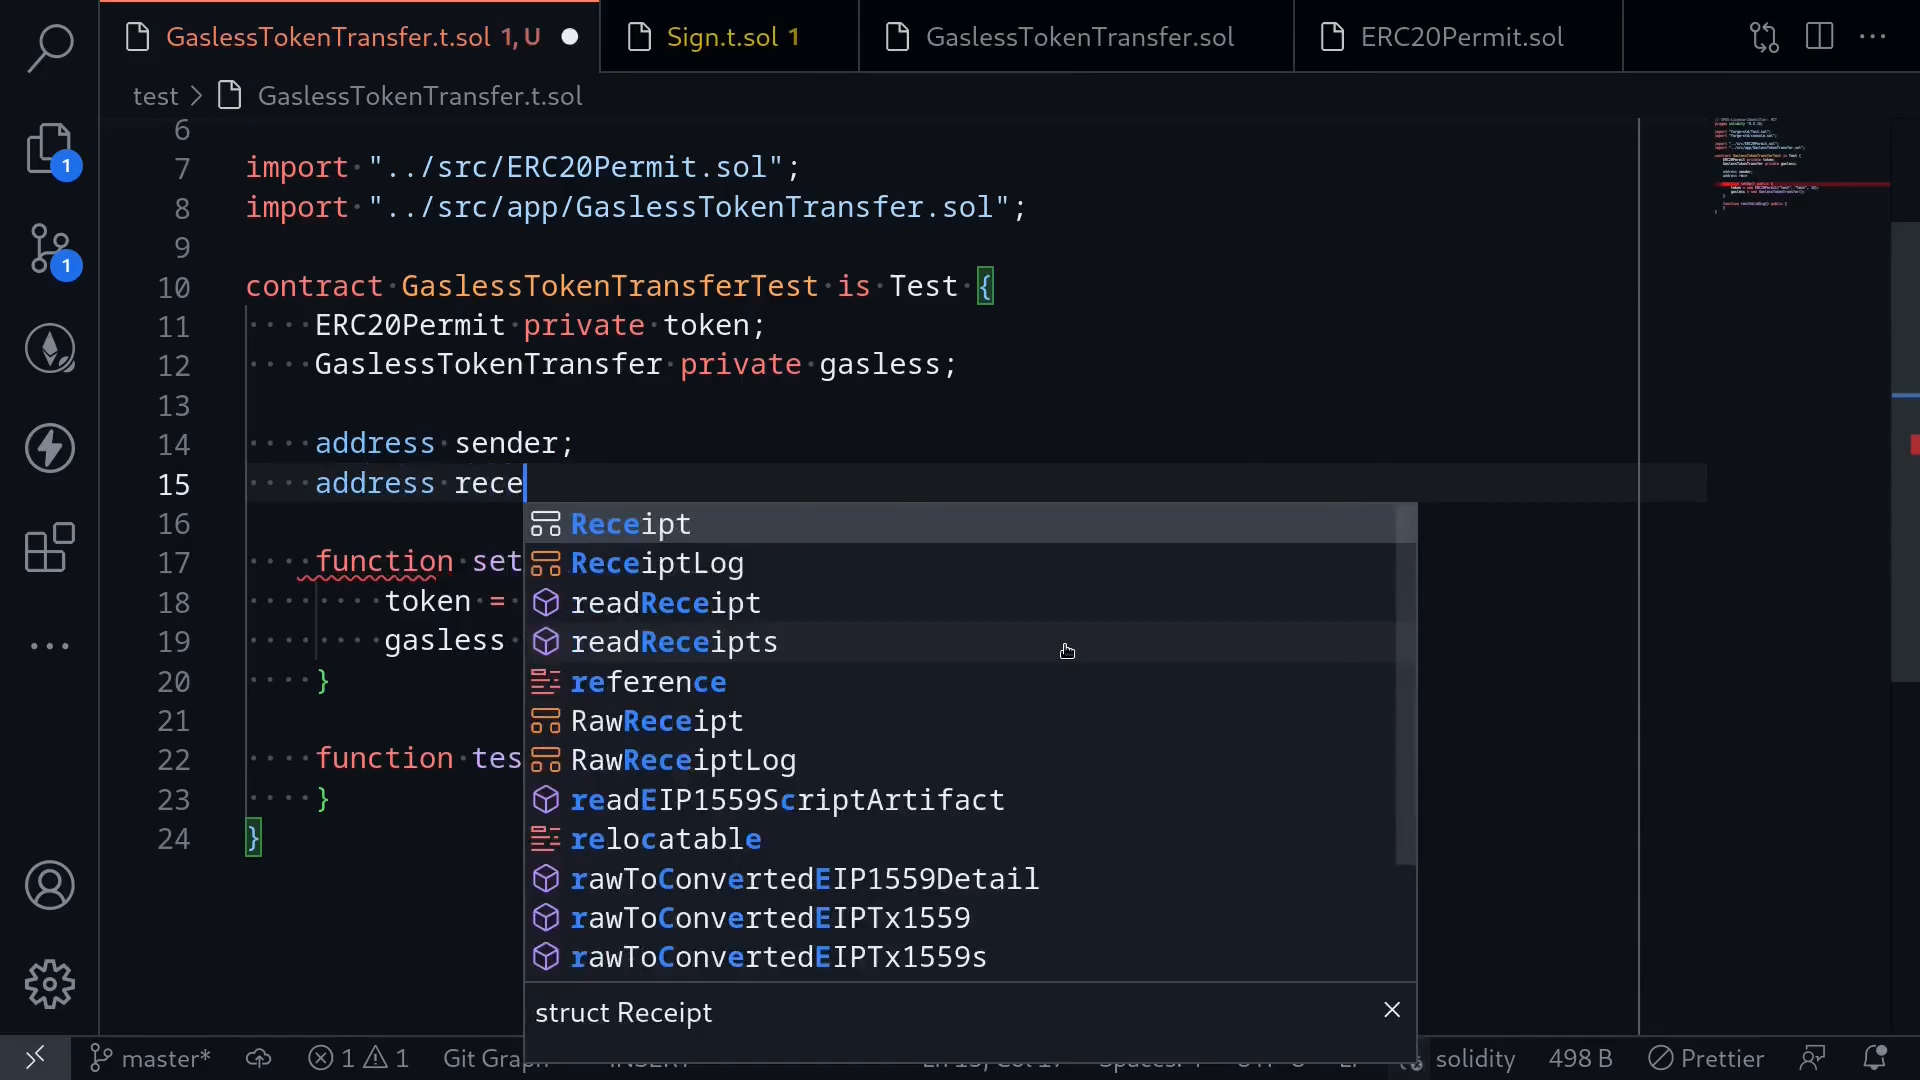 GaslessTokenTransfer.t.sol 1, U
Sign.t.sol 1
GaslessTokenTransfer.sol
ERC20Permit.sol
test > GaslessTokenTransfer.t.sol
6
7 import "../src/ERC20Permit.sol";
8 import "../src/app/GaslessTokenTransfer.sol";
9
10 contract GaslessTokenTransferTest is Test {
11 ERC20Permit private token;
12 GaslessTokenTransfer private gasless;
13
14 address sender;
15 address rece
16
17 function set
18 token =
19 gasless
20 }
21
22 function tes
23 }
24 }
Receipt
ReceiptLog
readReceipt
readReceipts
reference
RawReceipt
RawReceiptLog
readEIP1559ScriptArtifact
relocatable
rawToConvertedEIP1559Detail
rawToConvertedEIPTx1559
rawToConvertedEIPTx1559s
struct Receipt
1
1
master* 1 1 Git Graph solidity 498 B Prettier